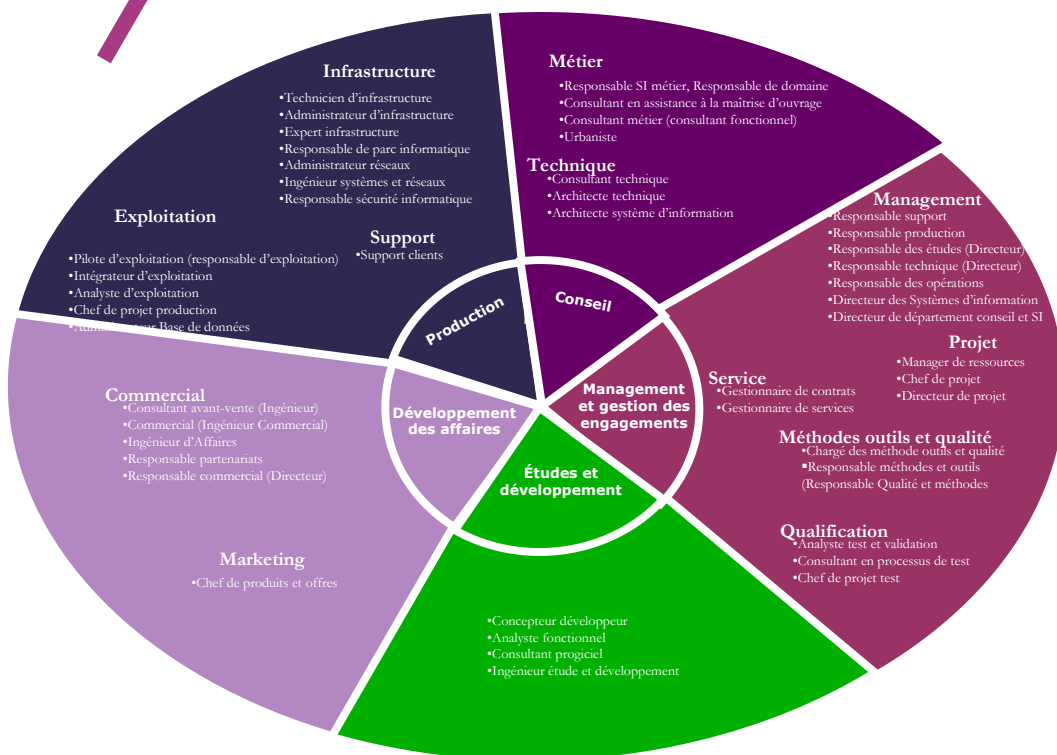 Infrastructure
•Technicien d'infrastructure
•Administrateur d'infrastructure
•Expert infrastructure
•Responsable de parc informatique
•Administrateur réseaux
•Ingénieur systèmes et réseaux
•Responsable sécurité informatique
Exploitation
•Pilote d'exploitation (responsable d'exploitation)
•Intégrateur d'exploitation
•Analyste d'exploitation
•Chef de projet production
•Administrateur Base de données
Support
•Support clients
Production
Métier
•Responsable SI métier, Responsable de domaine
•Consultant en assistance à la maîtrise d'ouvrage
•Consultant métier (consultant fonctionnel)
•Urbaniste
Technique
•Consultant technique
•Architecte technique
•Architecte système d'information
Conseil
Management
•Responsable support
•Responsable production
•Responsable des études (Directeur)
•Responsable technique (Directeur)
•Responsable des opérations
•Directeur des Systèmes d'information
•Directeur de département conseil et SI
Projet
•Manager de ressources
•Chef de projet
•Directeur de projet
Service
•Gestionnaire de contrats
•Gestionnaire de services
Management
et gestion des
engagements
Méthodes outils et qualité
•Chargé des méthode outils et qualité
▪Responsable méthodes et outils
(Responsable Qualité et méthodes
Qualification
•Analyste test et validation
•Consultant en processus de test
•Chef de projet test
Études et
développement
•Concepteur développeur
•Analyste fonctionnel
•Consultant progiciel
•Ingénieur étude et développement
Développement
des affaires
Commercial
•Consultant avant-vente (Ingénieur)
•Commercial (Ingénieur Commercial)
•Ingénieur d'Affaires
•Responsable partenariats
•Responsable commercial (Directeur)
Marketing
•Chef de produits et offres